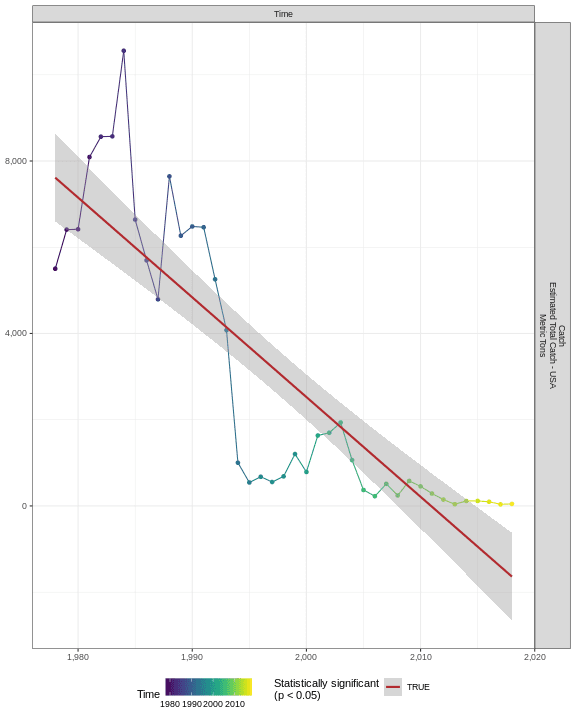 Time
8,000
4,000
0
Catch
Estimated Total Catch - USA
Metric Tons
1,980
1,990
2,000
2,010
2,020
Time
1980 1990 2000 2010
Statistically significant
(p < 0.05)
TRUE